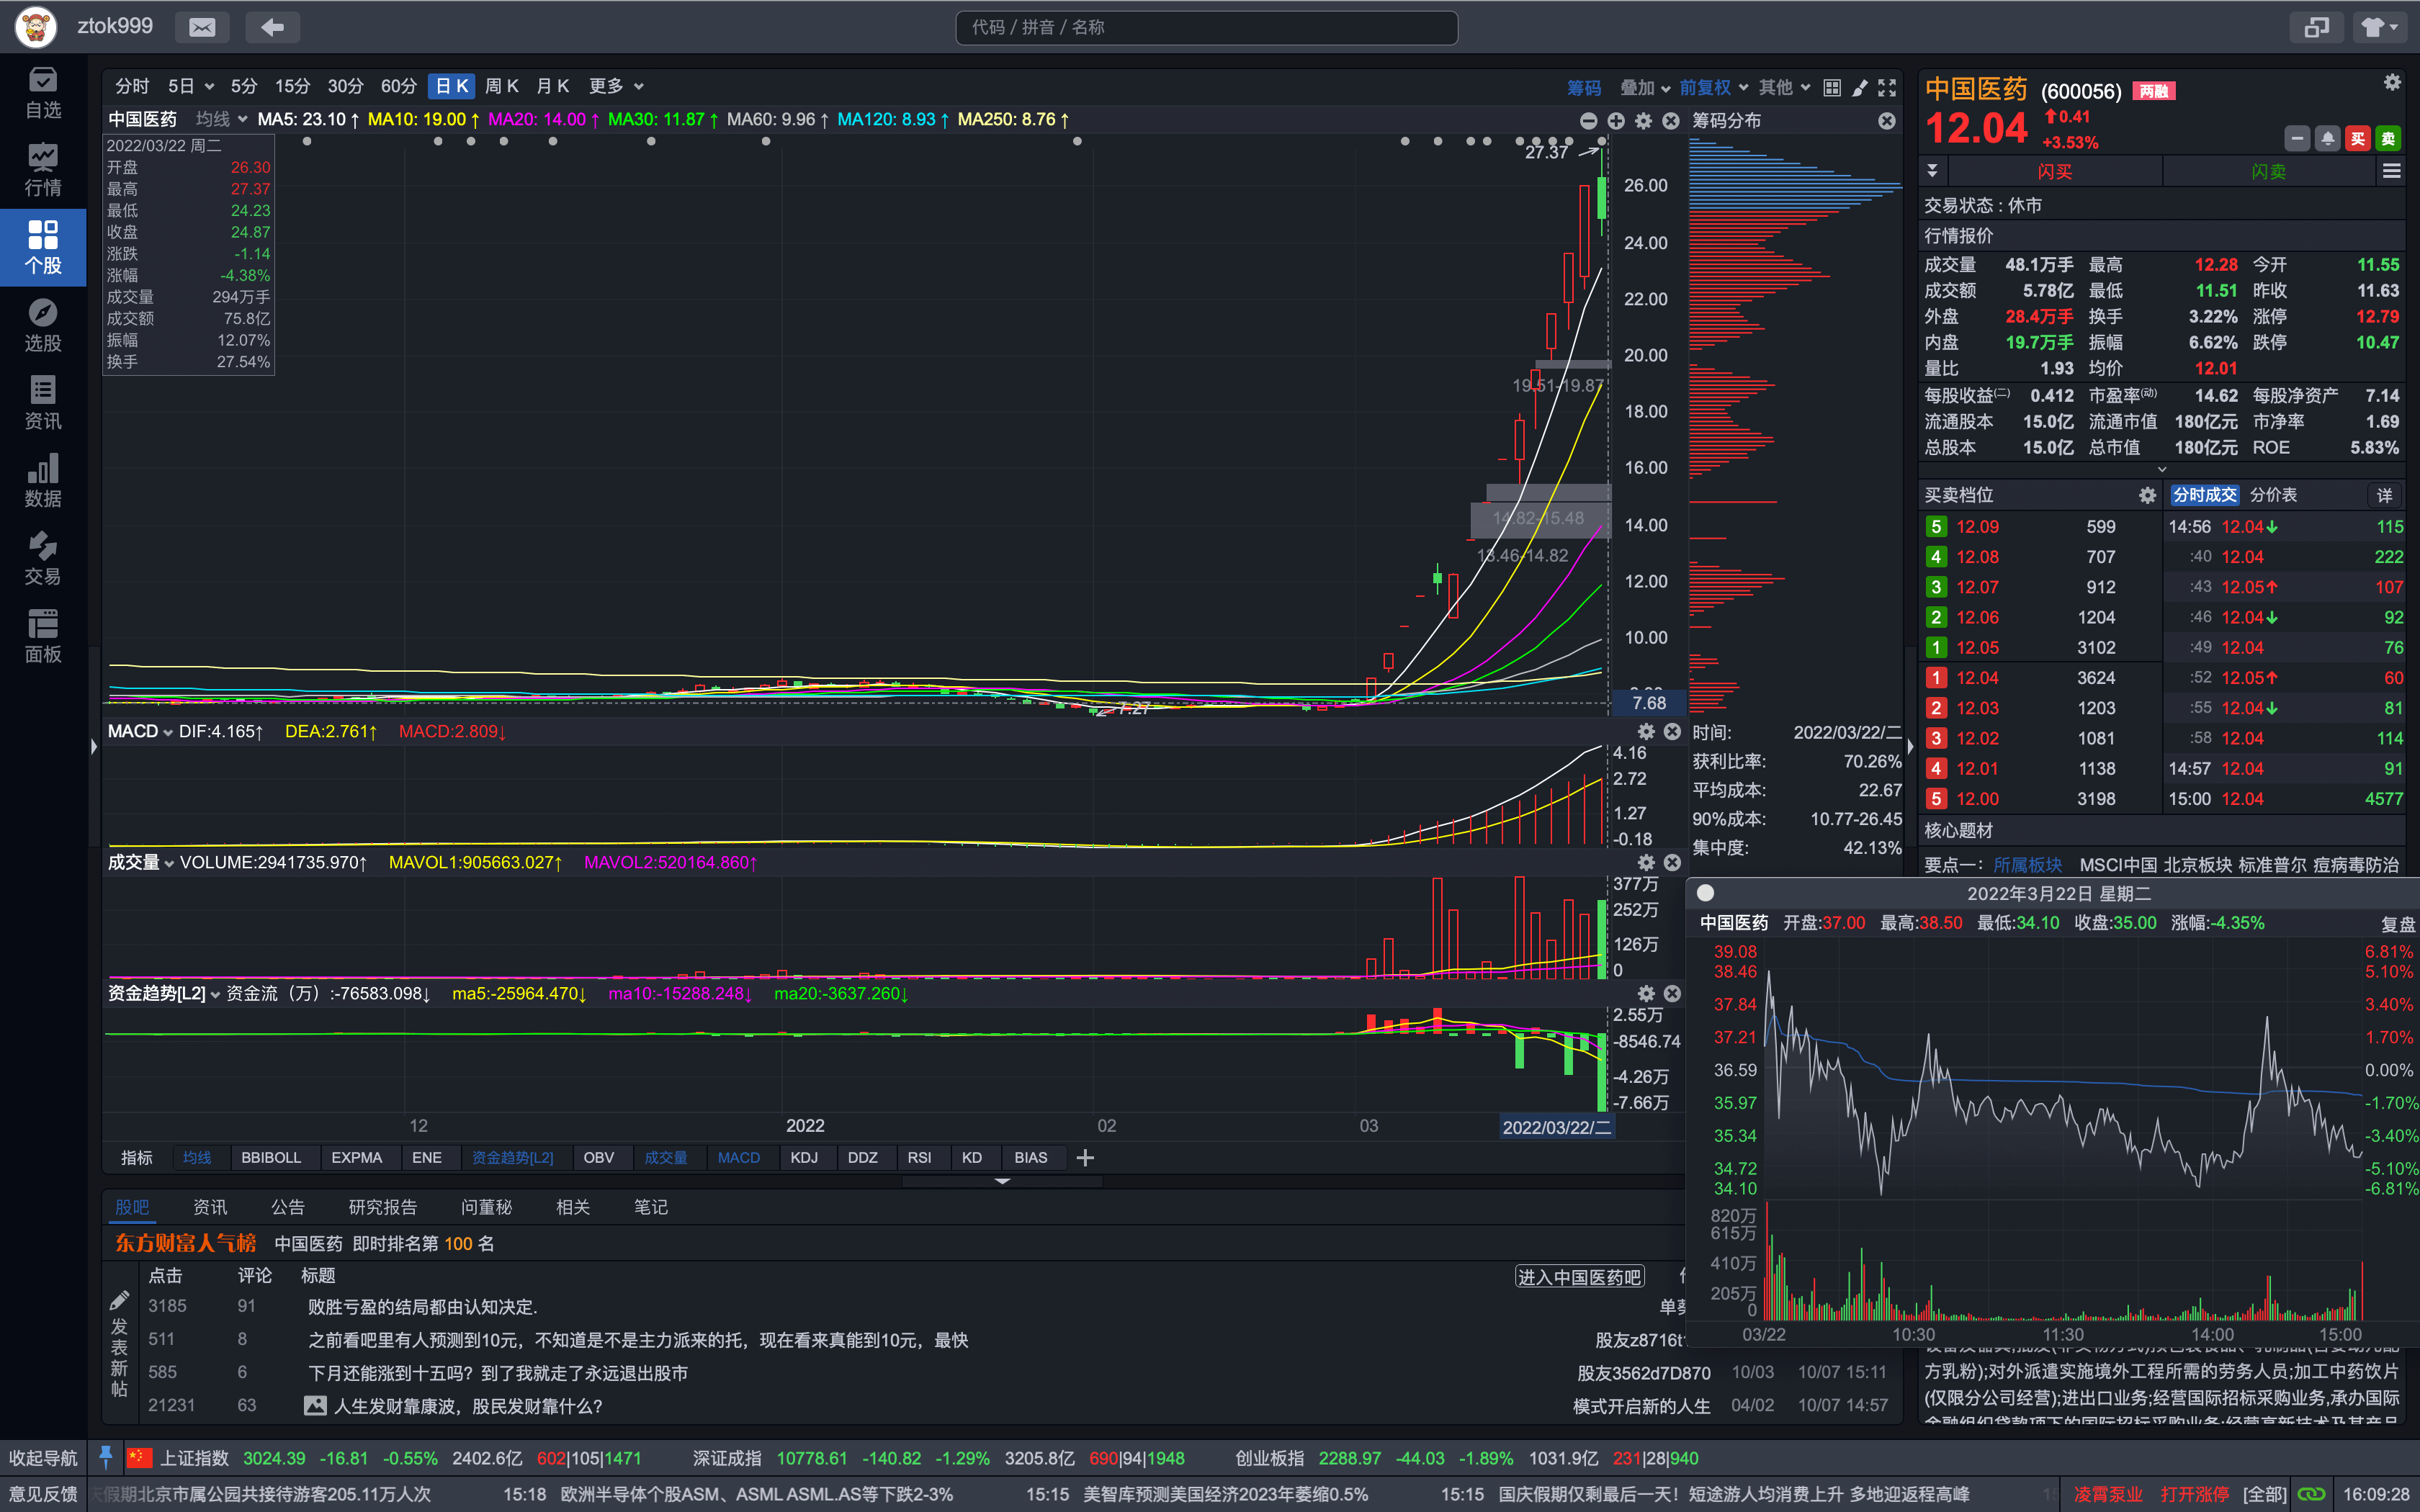 ztok999
代码 / 拼音 / 名称
自选
行情
个股
选股
资讯
数据
交易
面板
分时 5日 5分 15分 30分 60分 日K 周K 月K 更多
筹码 叠加 前复权 其他
中国医药 均线 MA5: 23.10↑ MA10: 19.00↑ MA20: 14.00↑ MA30: 11.87↑ MA60: 9.96↑ MA120: 8.93↑ MA250: 8.76↑
2022/03/22 周二
开盘 26.30
最高 27.37
最低 24.23
收盘 24.87
涨跌 -1.14
涨幅 -4.38%
成交量 294万手
成交额 75.8亿
振幅 12.07%
换手 27.54%
27.37
19.51-19.87
14.82-15.48
13.46-14.82
7.27
26.00
24.00
22.00
20.00
18.00
16.00
14.00
12.00
10.00
7.68
MACD DIF:4.165↑ DEA:2.761↑ MACD:2.809↓
4.16
2.72
1.27
-0.18
成交量 VOLUME:2941735.970↑ MAVOL1:905663.027↑ MAVOL2:520164.860↑
377万
252万
126万
0
资金趋势[L2] 资金流（万）:-76583.098↓ ma5:-25964.470↓ ma10:-15288.248↓ ma20:-3637.260↓
2.55万
-8546.74
-4.26万
-7.66万
12 2022 02 03 2022/03/22/二
指标 均线 BBIBOLL EXPMA ENE 资金趋势[L2] OBV 成交量 MACD KDJ DDZ RSI KD BIAS
筹码分布
时间: 2022/03/22/二
获利比率: 70.26%
平均成本: 22.67
90%成本: 10.77-26.45
集中度: 42.13%
股吧 资讯 公告 研究报告 问董秘 相关 笔记
东方财富人气榜 中国医药 即时排名第 100 名
发表新帖
点击 评论 标题 进入中国医药吧
3185 91 败胜亏盈的结局都由认知决定.
511 8 之前看吧里有人预测到10元，不知道是不是主力派来的托，现在看来真能到10元，最快 股友z8716t
585 6 下月还能涨到十五吗？到了我就走了永远退出股市 股友3562d7D870 10/03 10/07 15:11
21231 63 人生发财靠康波，股民发财靠什么? 模式开启新的人生 04/02 10/07 14:57
中国医药 (600056) 两融
12.04 0.41
+3.53%
买 卖
闪买 闪卖
交易状态 : 休市
行情报价
成交量 48.1万手 最高 12.28 今开 11.55
成交额 5.78亿 最低 11.51 昨收 11.63
外盘 28.4万手 换手 3.22% 涨停 12.79
内盘 19.7万手 振幅 6.62% 跌停 10.47
量比 1.93 均价 12.01
每股收益(二) 0.412 市盈率(动) 14.62 每股净资产 7.14
流通股本 15.0亿 流通市值 180亿元 市净率 1.69
总股本 15.0亿 总市值 180亿元 ROE 5.83%
买卖档位 分时成交 分价表 详
5 12.09 599 14:56 12.04↓ 115
4 12.08 707 :40 12.04 222
3 12.07 912 :43 12.05↑ 107
2 12.06 1204 :46 12.04↓ 92
1 12.05 3102 :49 12.04 76
1 12.04 3624 :52 12.05↑ 60
2 12.03 1203 :55 12.04↓ 81
3 12.02 1081 :58 12.04 114
4 12.01 1138 14:57 12.04 91
5 12.00 3198 15:00 12.04 4577
核心题材
要点一： 所属板块 MSCI中国 北京板块 标准普尔 痘病毒防治
2022年3月22日 星期二
中国医药 开盘:37.00 最高:38.50 最低:34.10 收盘:35.00 涨幅:-4.35% 复盘
39.08 6.81%
38.46 5.10%
37.84 3.40%
37.21 1.70%
36.59 0.00%
35.97 -1.70%
35.34 -3.40%
34.72 -5.10%
34.10 -6.81%
820万
615万
410万
205万
0
03/22 10:30 11:30 14:00 15:00
方乳粉);对外派遣实施境外工程所需的劳务人员;加工中药饮片
(仅限分公司经营);进出口业务;经营国际招标采购业务,承办国际
金融组织贷款项下的国际招标采购业务;经营高新技术及其产品
收起导航 上证指数 3024.39 -16.81 -0.55% 2402.6亿 602|105|1471 深证成指 10778.61 -140.82 -1.29% 3205.8亿 690|94|1948 创业板指 2288.97 -44.03 -1.89% 1031.9亿 231|28|940
意见反馈 假期北京市属公园共接待游客205.11万人次 15:18 欧洲半导体个股ASM、ASML ASML.AS等下跌2-3% 15:15 美智库预测美国经济2023年萎缩0.5% 15:15 国庆假期仅剩最后一天！短途游人均消费上升 多地迎返程高峰 凌霄泵业 打开涨停 [全部] 16:09:28